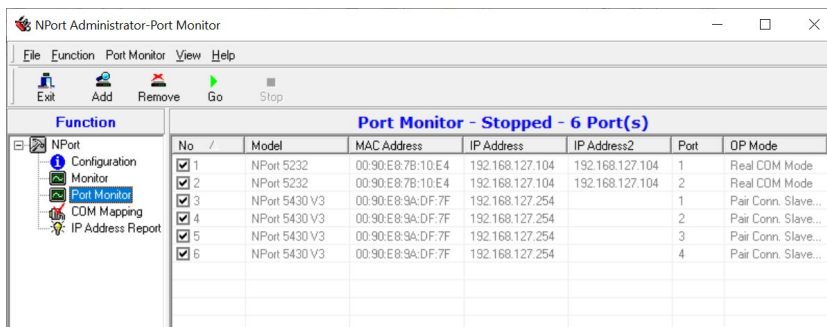 NPort Administrator-Port Monitor
File Function Port Monitor View Help
Exit Add Remove Go Stop
Function
Port Monitor - Stopped - 6 Port(s)
NPort
Configuration
Monitor
Port Monitor
COM Mapping
IP Address Report
No Model MAC Address IP Address IP Address2 Port OP Mode
1 NPort 5232 00:90:E8:7B:10:E4 192.168.127.104 192.168.127.104 1 Real COM Mode
2 NPort 5232 00:90:E8:7B:10:E4 192.168.127.104 192.168.127.104 2 Real COM Mode
3 NPort 5430 V3 00:90:E8:9A:DF:7F 192.168.127.254 1 Pair Conn. Slave...
4 NPort 5430 V3 00:90:E8:9A:DF:7F 192.168.127.254 2 Pair Conn. Slave...
5 NPort 5430 V3 00:90:E8:9A:DF:7F 192.168.127.254 3 Pair Conn. Slave...
6 NPort 5430 V3 00:90:E8:9A:DF:7F 192.168.127.254 4 Pair Conn. Slave...